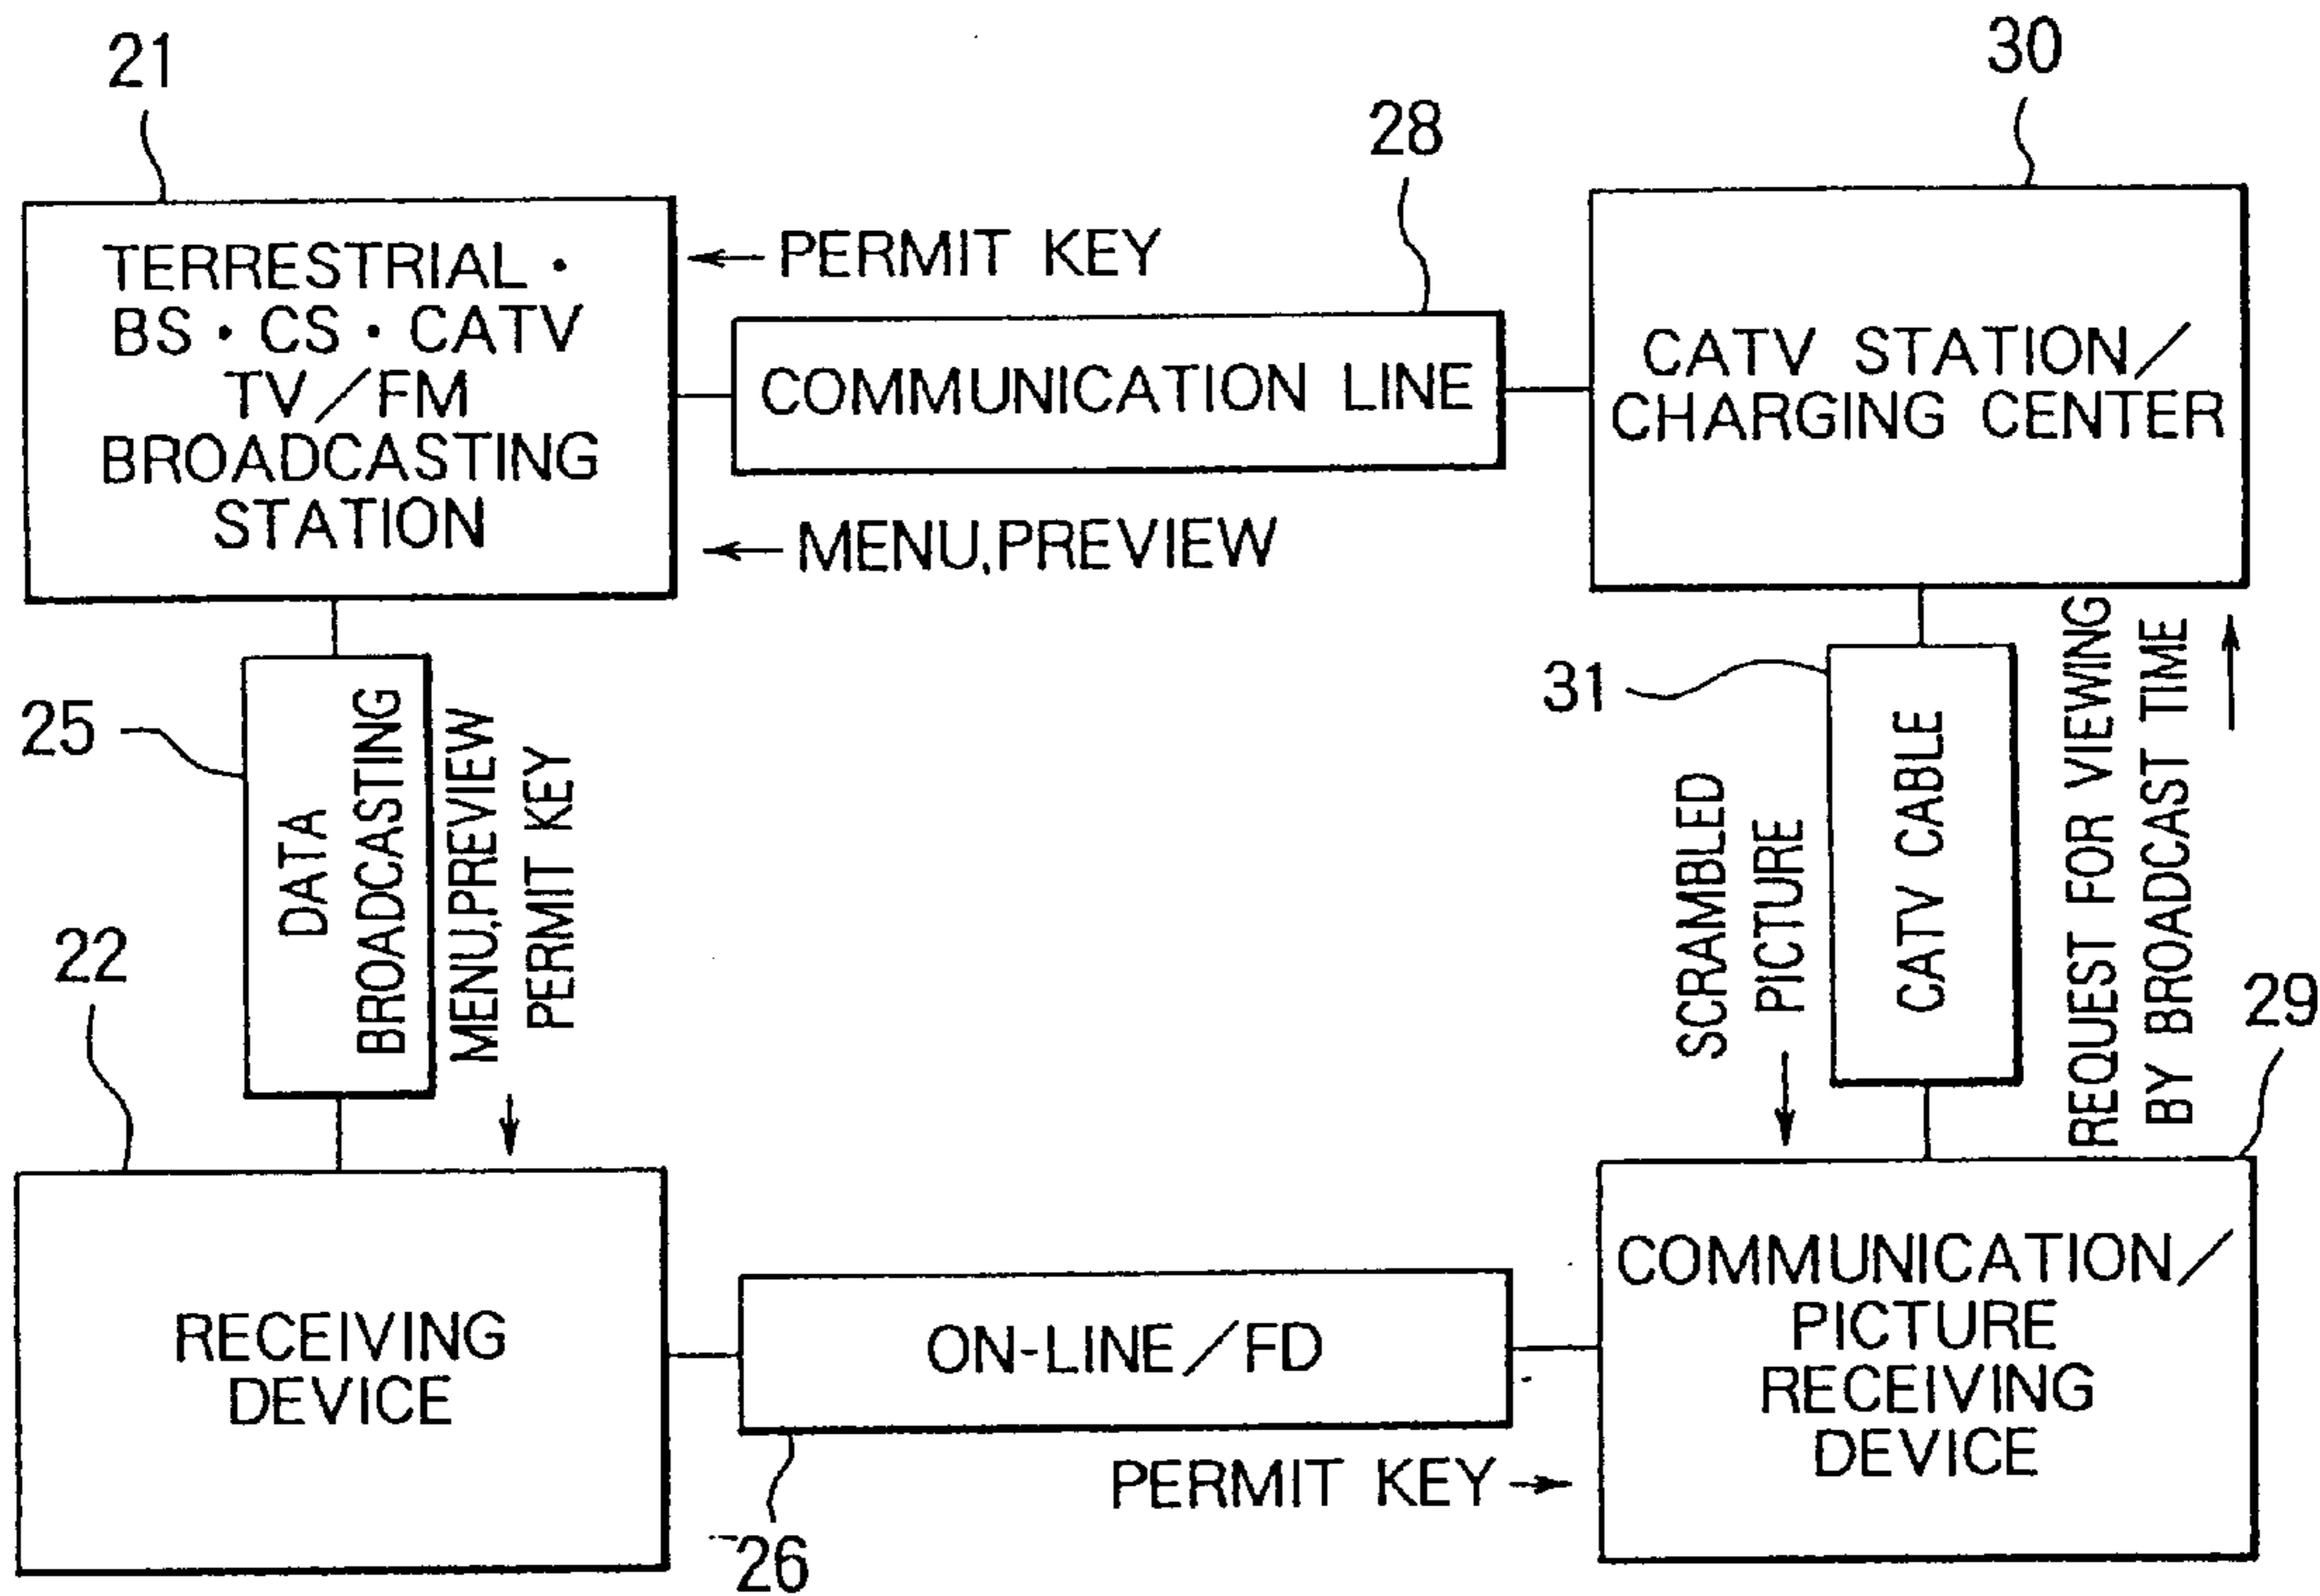 21
30
28
TERRESTRIAL・
BS・CS・CATV
TV/FM
BROADCASTING
STATION
PERMIT KEY
COMMUNICATION LINE
MENU,PREVIEW
CATV STATION/
CHARGING CENTER
25
DATA
BROADCASTING
MENU,PREVIEW
PERMIT KEY
31
SCRAMBLED
PICTURE
CATV CABLE
REQUEST FOR VIEWING
BY BROADCAST TIME
22
29
RECEIVING
DEVICE
ON-LINE/FD
26
PERMIT KEY
COMMUNICATION/
PICTURE
RECEIVING
DEVICE